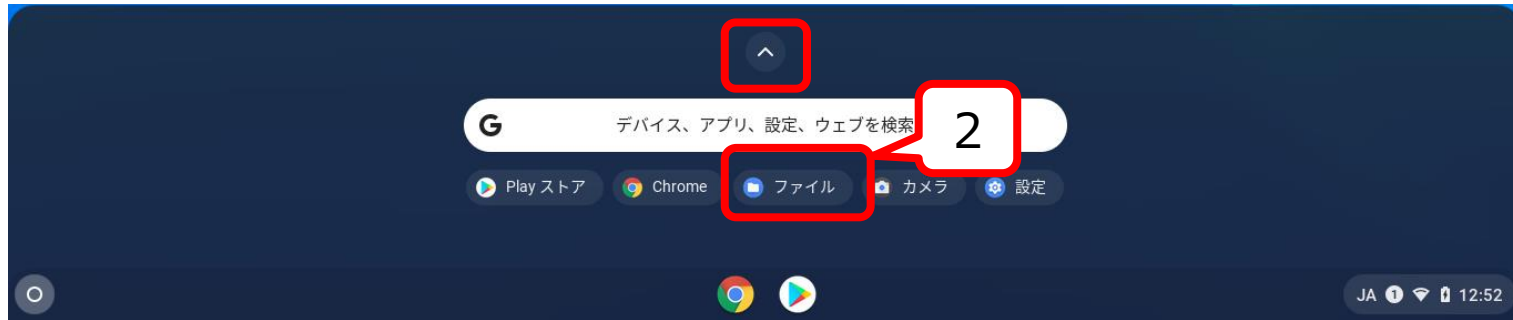 デバイス、アプリ、設定、ウェブを検索
2
Play ストア
Chrome
ファイル
カメラ
設定
JA 1 12:52